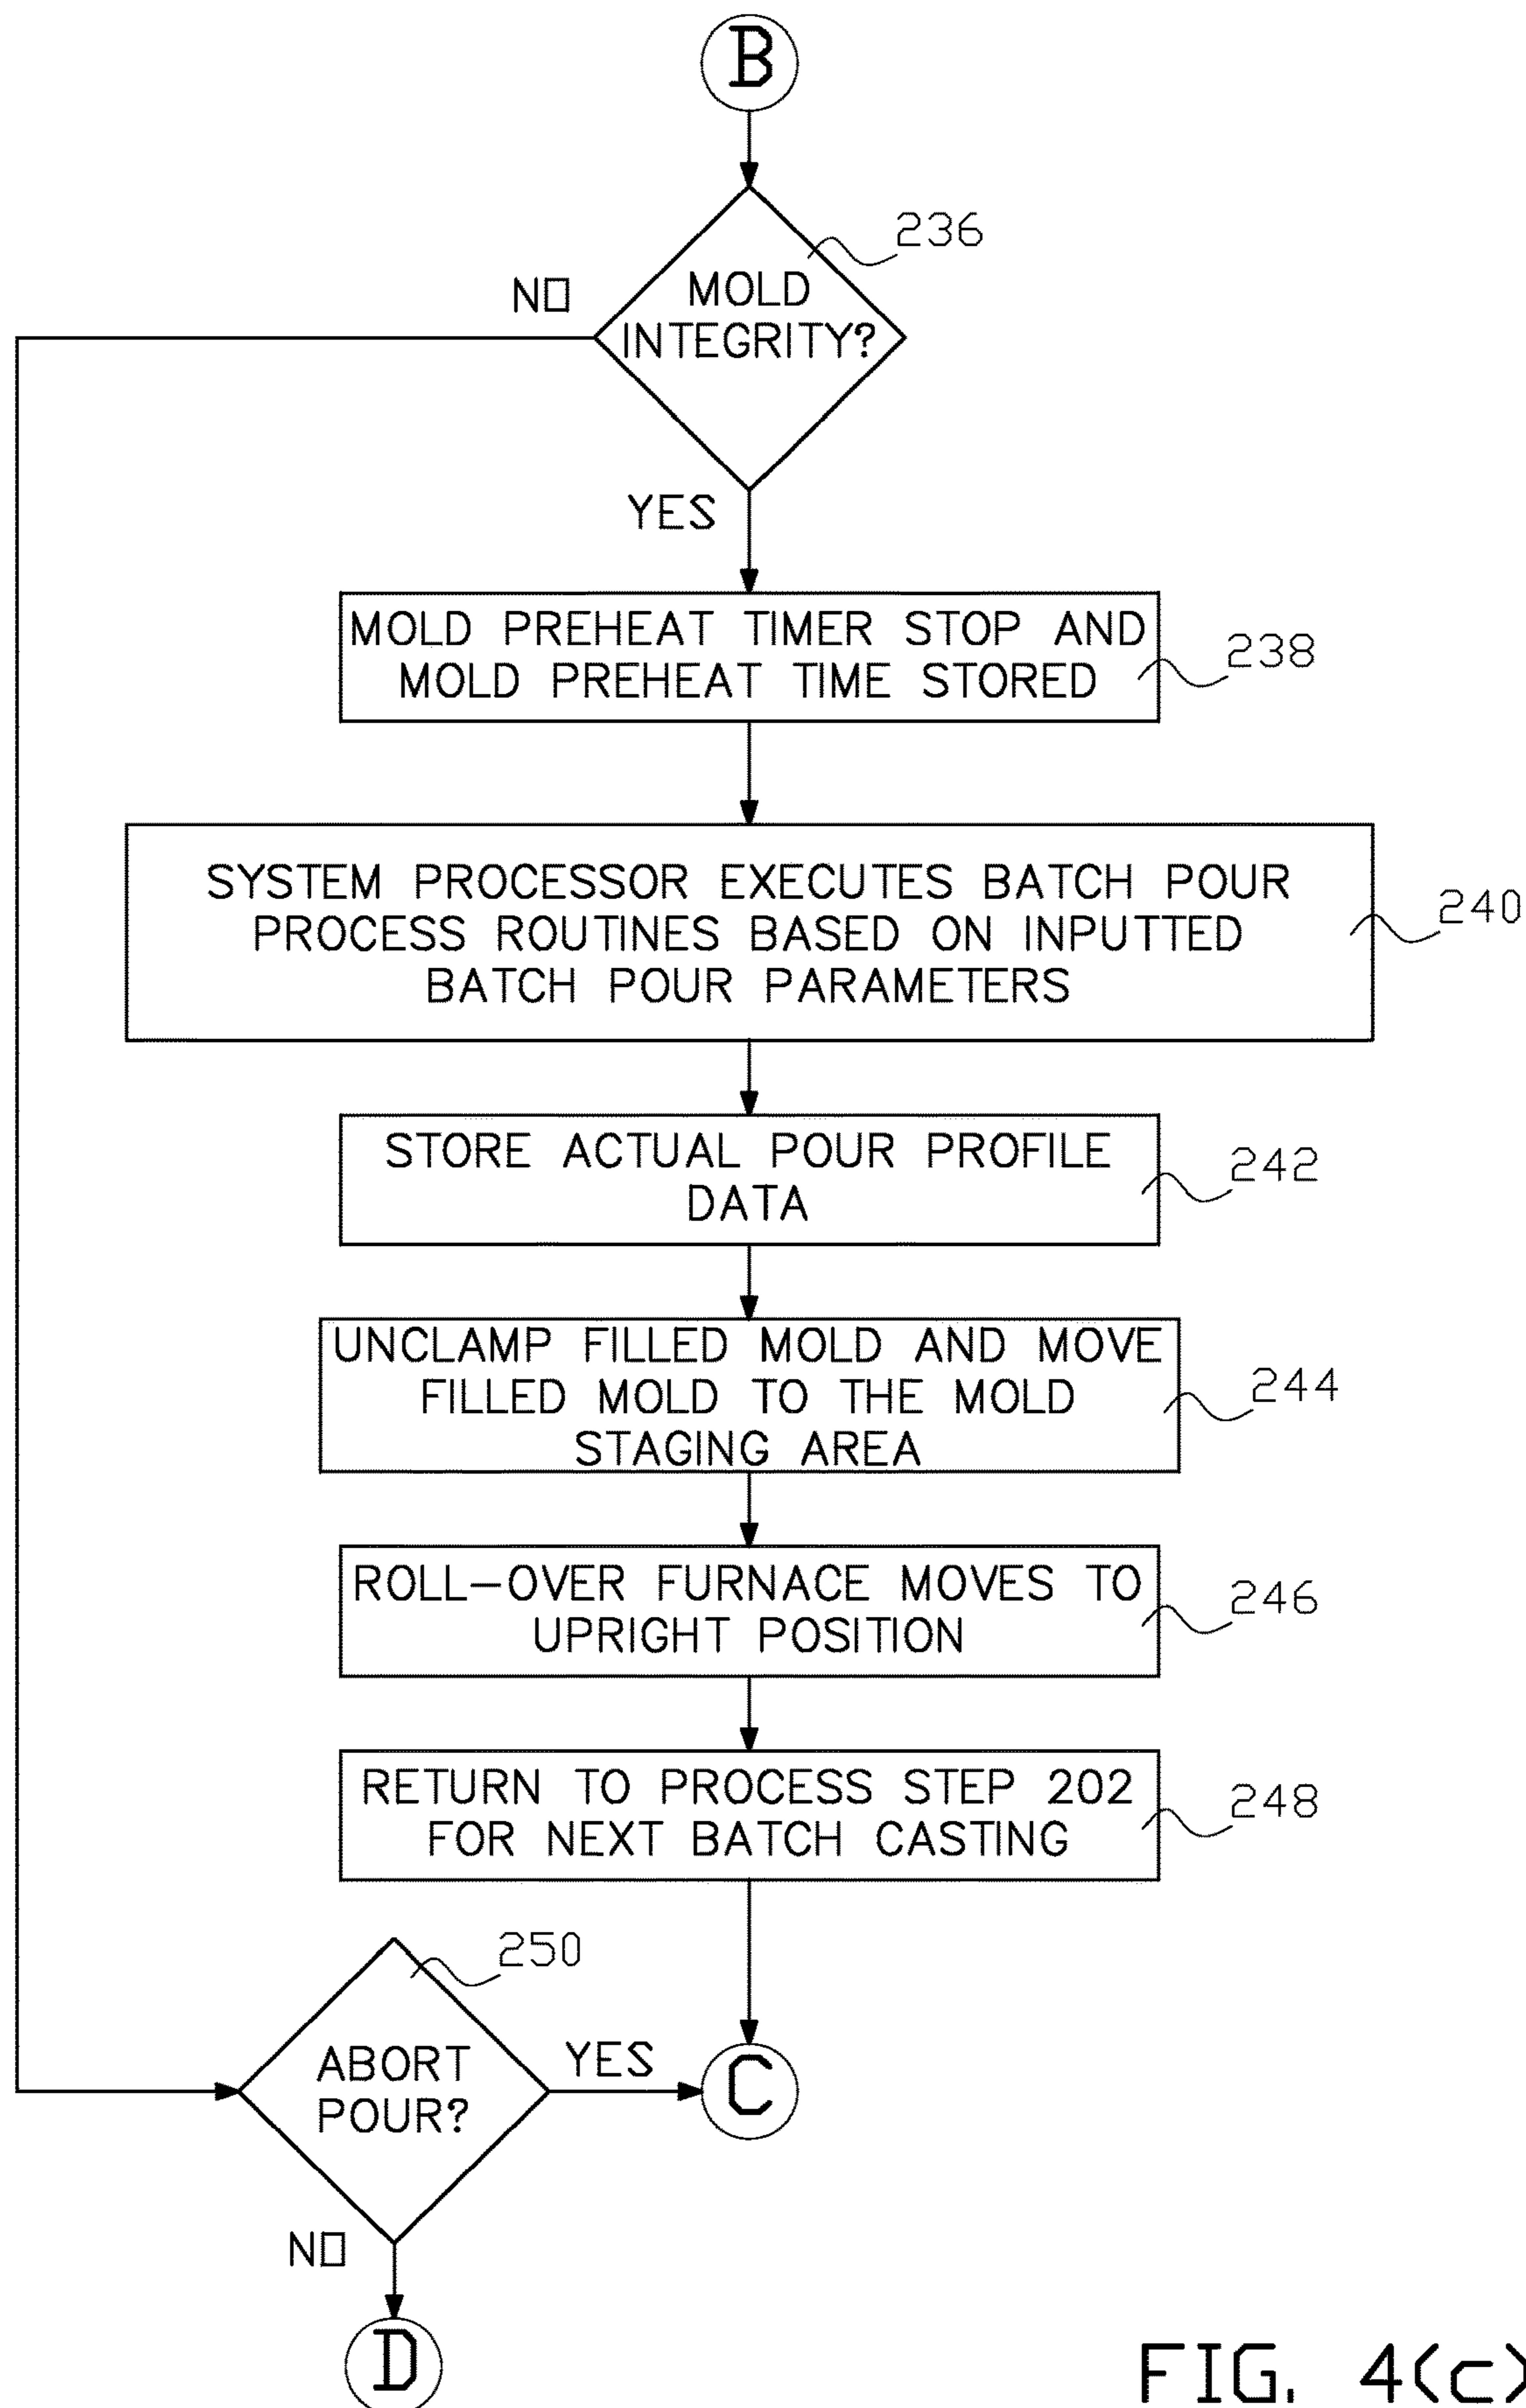 B
236
MOLD
INTEGRITY?
NO
YES
MOLD PREHEAT TIMER STOP AND
MOLD PREHEAT TIME STORED
238
SYSTEM PROCESSOR EXECUTES BATCH POUR
PROCESS ROUTINES BASED ON INPUTTED
BATCH POUR PARAMETERS
240
STORE ACTUAL POUR PROFILE
DATA
242
UNCLAMP FILLED MOLD AND MOVE
FILLED MOLD TO THE MOLD
STAGING AREA
244
ROLL-OVER FURNACE MOVES TO
UPRIGHT POSITION
246
RETURN TO PROCESS STEP 202
FOR NEXT BATCH CASTING
248
250
ABORT
POUR?
YES
C
NO
D
FIG. 4(c)